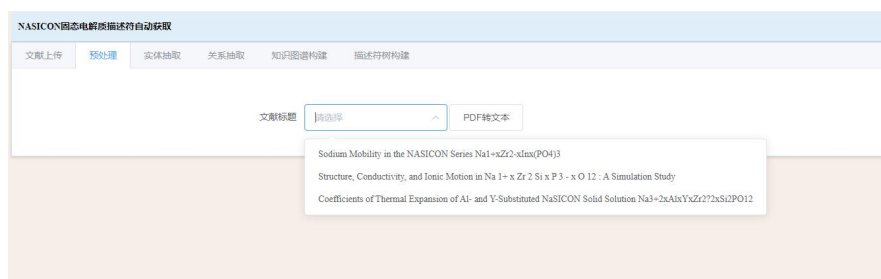 NASICON固态电解质描述符自动获取
文献上传 预处理 实体抽取 关系抽取 知识图谱构建 描述符树构建
文献标题 请选择 PDF转文本
Sodium Mobility in the NASICON Series Na1+xZr2-xInx(PO4)3
Structure, Conductivity, and Ionic Motion in Na 1+ x Zr 2 Si x P 3 - x O 12 : A Simulation Study
Coefficients of Thermal Expansion of Al- and Y-Substituted NaSICON Solid Solution Na3+2xAlxYxZr2?2xSi2PO12